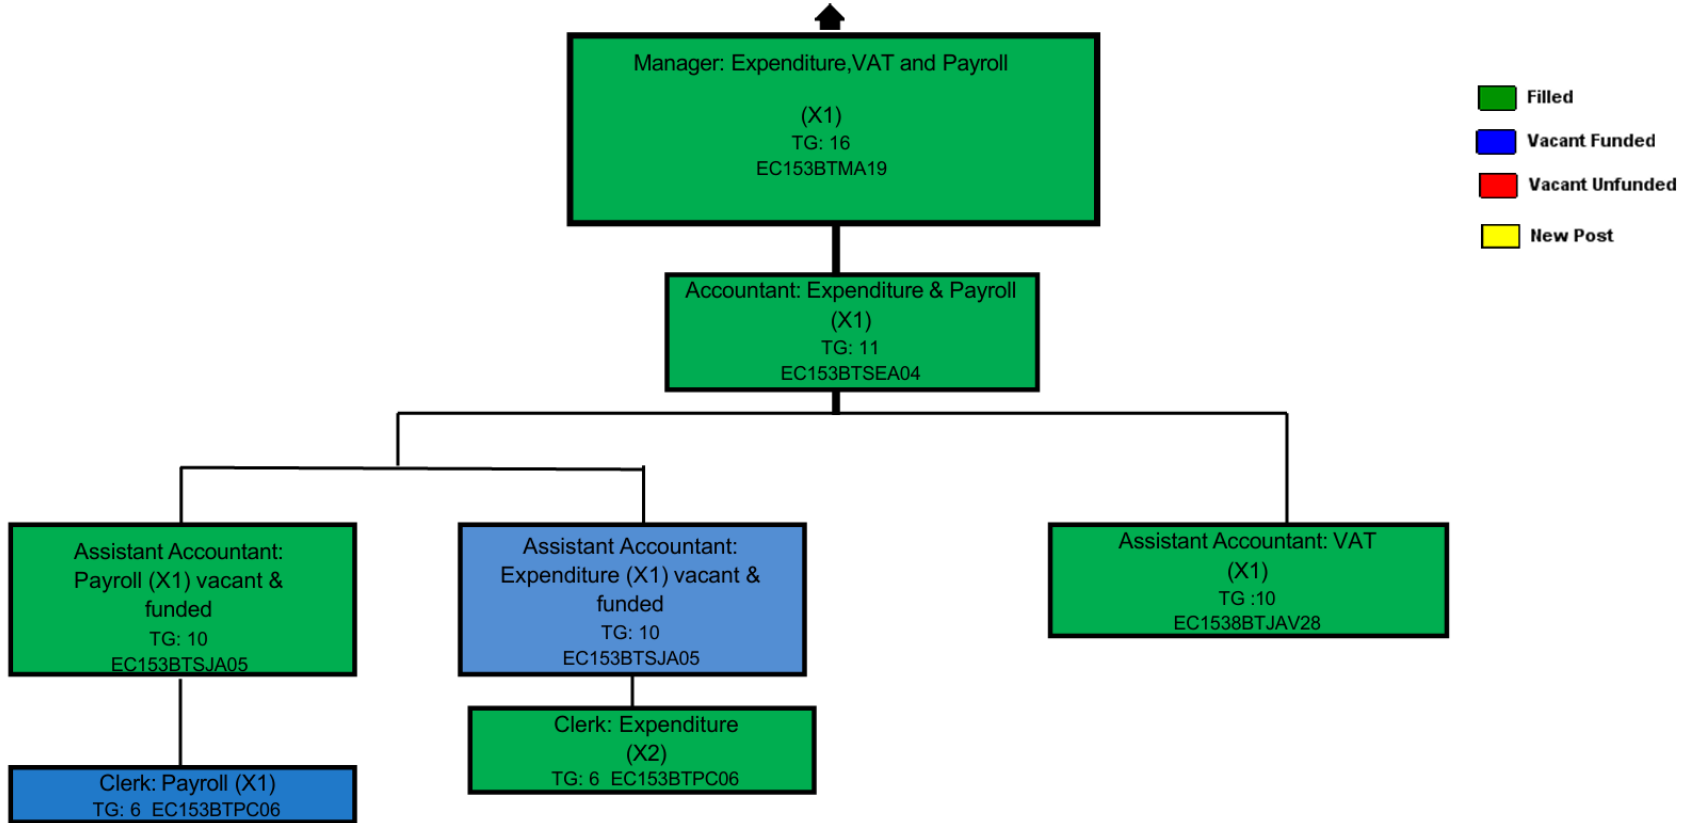 Manager: Expenditure,VAT and Payroll
(X1)
TG: 16
EC153BTMA19
Filled
Vacant Funded
Vacant Unfunded
New Post
Accountant: Expenditure & Payroll
(X1)
TG: 11
EC153BTSEA04
Assistant Accountant:
Payroll (X1) vacant &
funded
TG: 10
EC153BTSJA05
Assistant Accountant:
Expenditure (X1) vacant &
funded
TG: 10
EC153BTSJA05
Assistant Accountant: VAT
(X1)
TG :10
EC1538BTJAV28
Clerk: Expenditure
(X2)
TG: 6  EC153BTPC06
Clerk: Payroll (X1)
TG: 6  EC153BTPC06